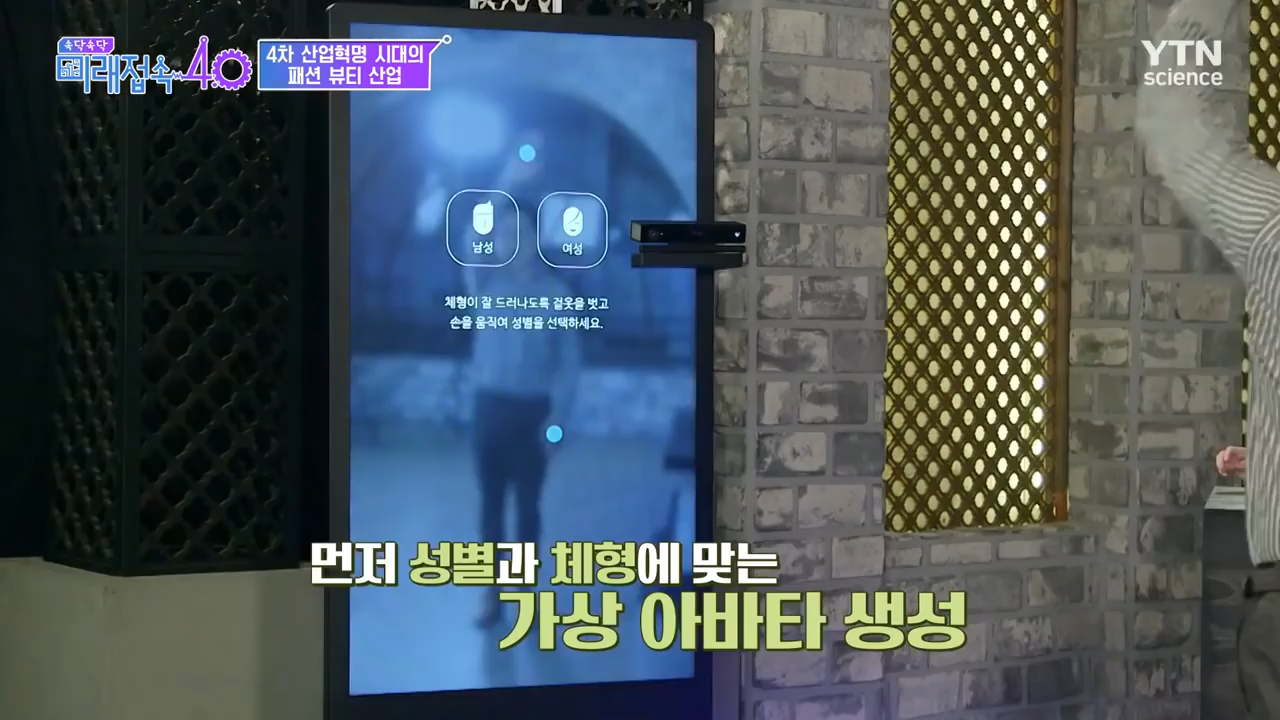 속닥속닥
미래접속 4.0
4차 산업혁명 시대의
패션 뷰티 산업
YTN
science
남성
여성
체형이 잘 드러나도록 겉옷을 벗고
손을 움직여 성별을 선택하세요.
먼저 성별과 체형에 맞는
가상 아바타 생성